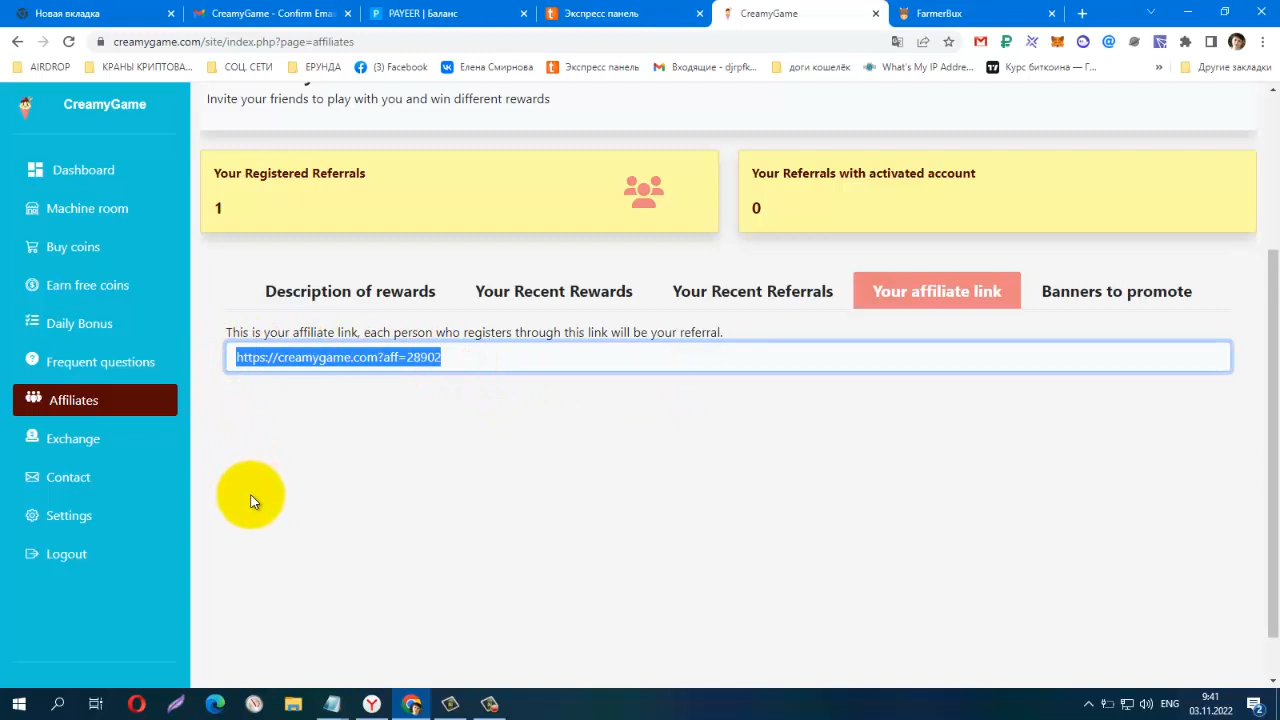 Новая вкладка
CreamyGame - Confirm Emai
PAYEER | Баланс
Экспресс панель
CreamyGame
FarmerBux
creamygame.com/site/index.php?page=affiliates
AIRDROP
КРАНЫ КРИПТОВА...
СОЦ. СЕТИ
ЕРУНДА
(3) Facebook
Елена Смирнова
Экспресс панель
Входящие - djrpfk...
доги кошелёк
What's My IP Addre...
Курс биткоина — Г...
»
Другие закладки
CreamyGame
Dashboard
Machine room
Buy coins
Earn free coins
Daily Bonus
Frequent questions
Affiliates
Exchange
Contact
Settings
Logout
Invite your friends to play with you and win different rewards
Your Registered Referrals
1
Your Referrals with activated account
0
Description of rewards
Your Recent Rewards
Your Recent Referrals
Your affiliate link
Banners to promote
This is your affiliate link, each person who registers through this link will be your referral.
https://creamygame.com?aff=28902
ENG
9:41
03.11.2022
2